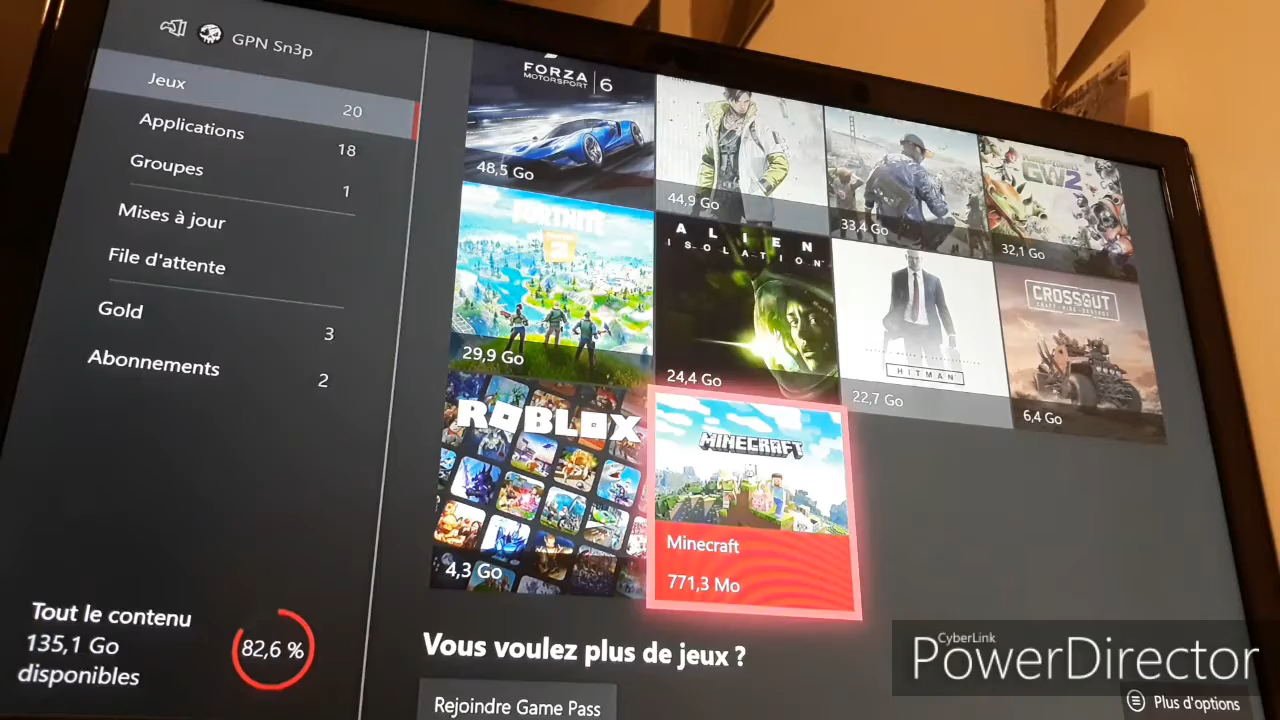 GPN Sn3p
Jeux
20
Applications
18
Groupes
1
Mises à jour
File d'attente
Gold
3
Abonnements
2
Tout le contenu
135,1 Go
disponibles
82,6 %
FORZA
MOTORSPORT 6
48,5 Go
44,9 Go
33,4 Go
GW2
32,1 Go
FORTNITE
29,9 Go
ALIEN
ISOLATION
24,4 Go
HITMAN
22,7 Go
CROSSOUT
CRAFT · RIDE · DESTROY
6,4 Go
ROBLOX
4,3 Go
MINECRAFT
Minecraft
771,3 Mo
Vous voulez plus de jeux ?
Rejoindre Game Pass
CyberLink
PowerDirector
Plus d'options